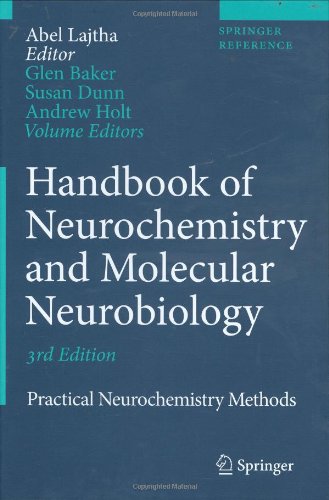 Abel Lajtha
Editor
Glen Baker
Susan Dunn
Andrew Holt
Volume Editors
SPRINGER
REFERENCE
Handbook of
Neurochemistry
and Molecular
Neurobiology
3rd Edition
Practical Neurochemistry Methods
Springer